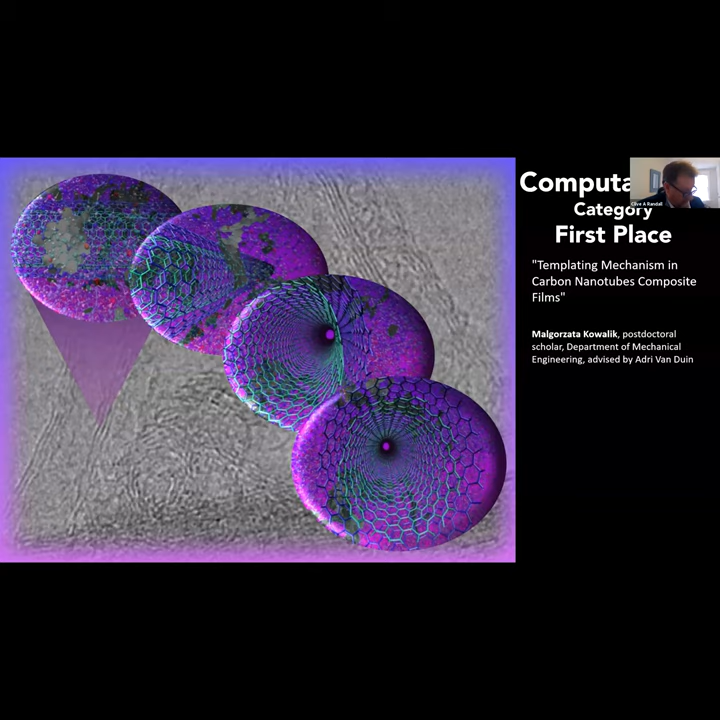 Computa
Category
First Place
Clive A Randall
"Templating Mechanism in
Carbon Nanotubes Composite
Films"
Malgorzata Kowalik, postdoctoral
scholar, Department of Mechanical
Engineering, advised by Adri Van Duin